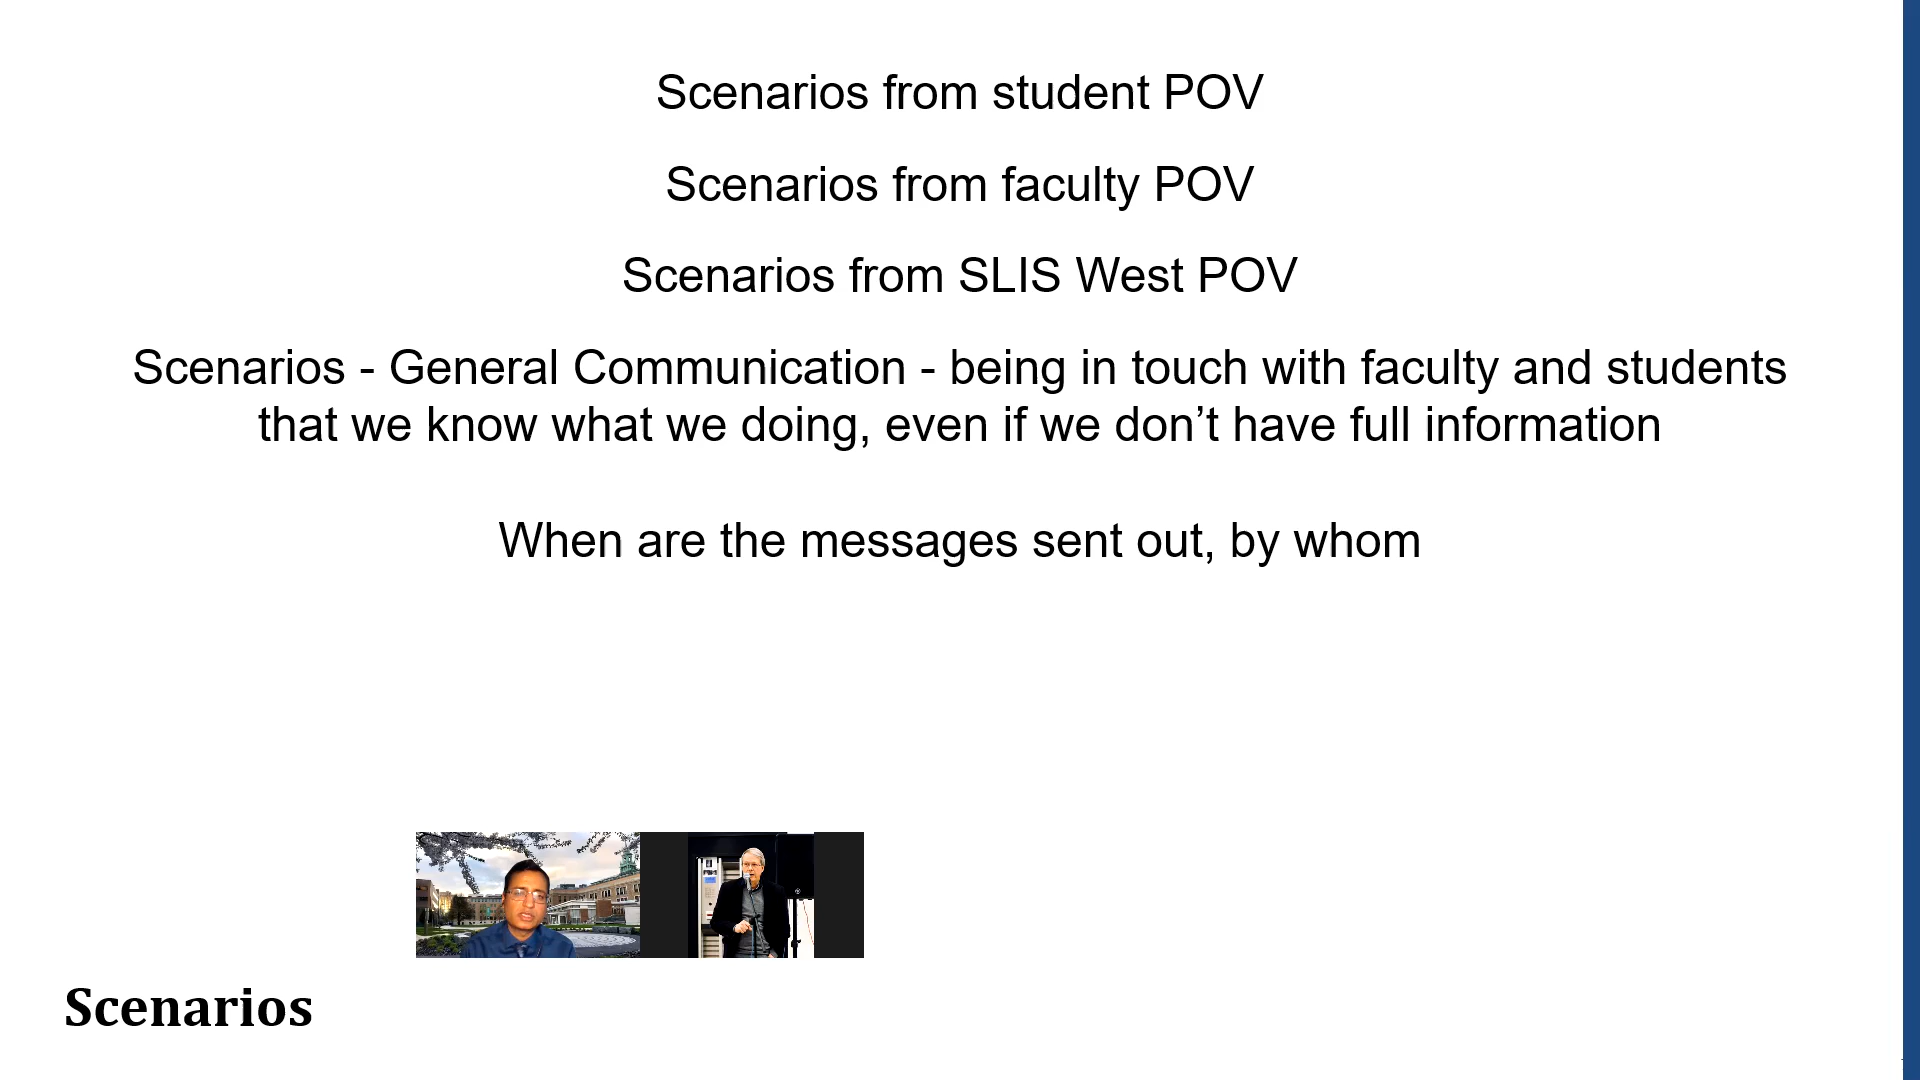 Scenarios from student POV
Scenarios from faculty POV
Scenarios from SLIS West POV
Scenarios - General Communication - being in touch with faculty and students
that we know what we doing, even if we don’t have full information
When are the messages sent out, by whom
Scenarios